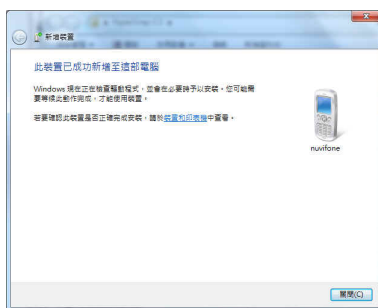 新增裝置
此裝置已成功新增至這部電腦
Windows 現在正在檢查驅動程式，並會在必要時予以安裝。您可能需
要等候此動作完成，才能使用裝置。
若要確認此裝置是否正確完成安裝，請於裝置和印表機中查看。
nuvifone
關閉(C)